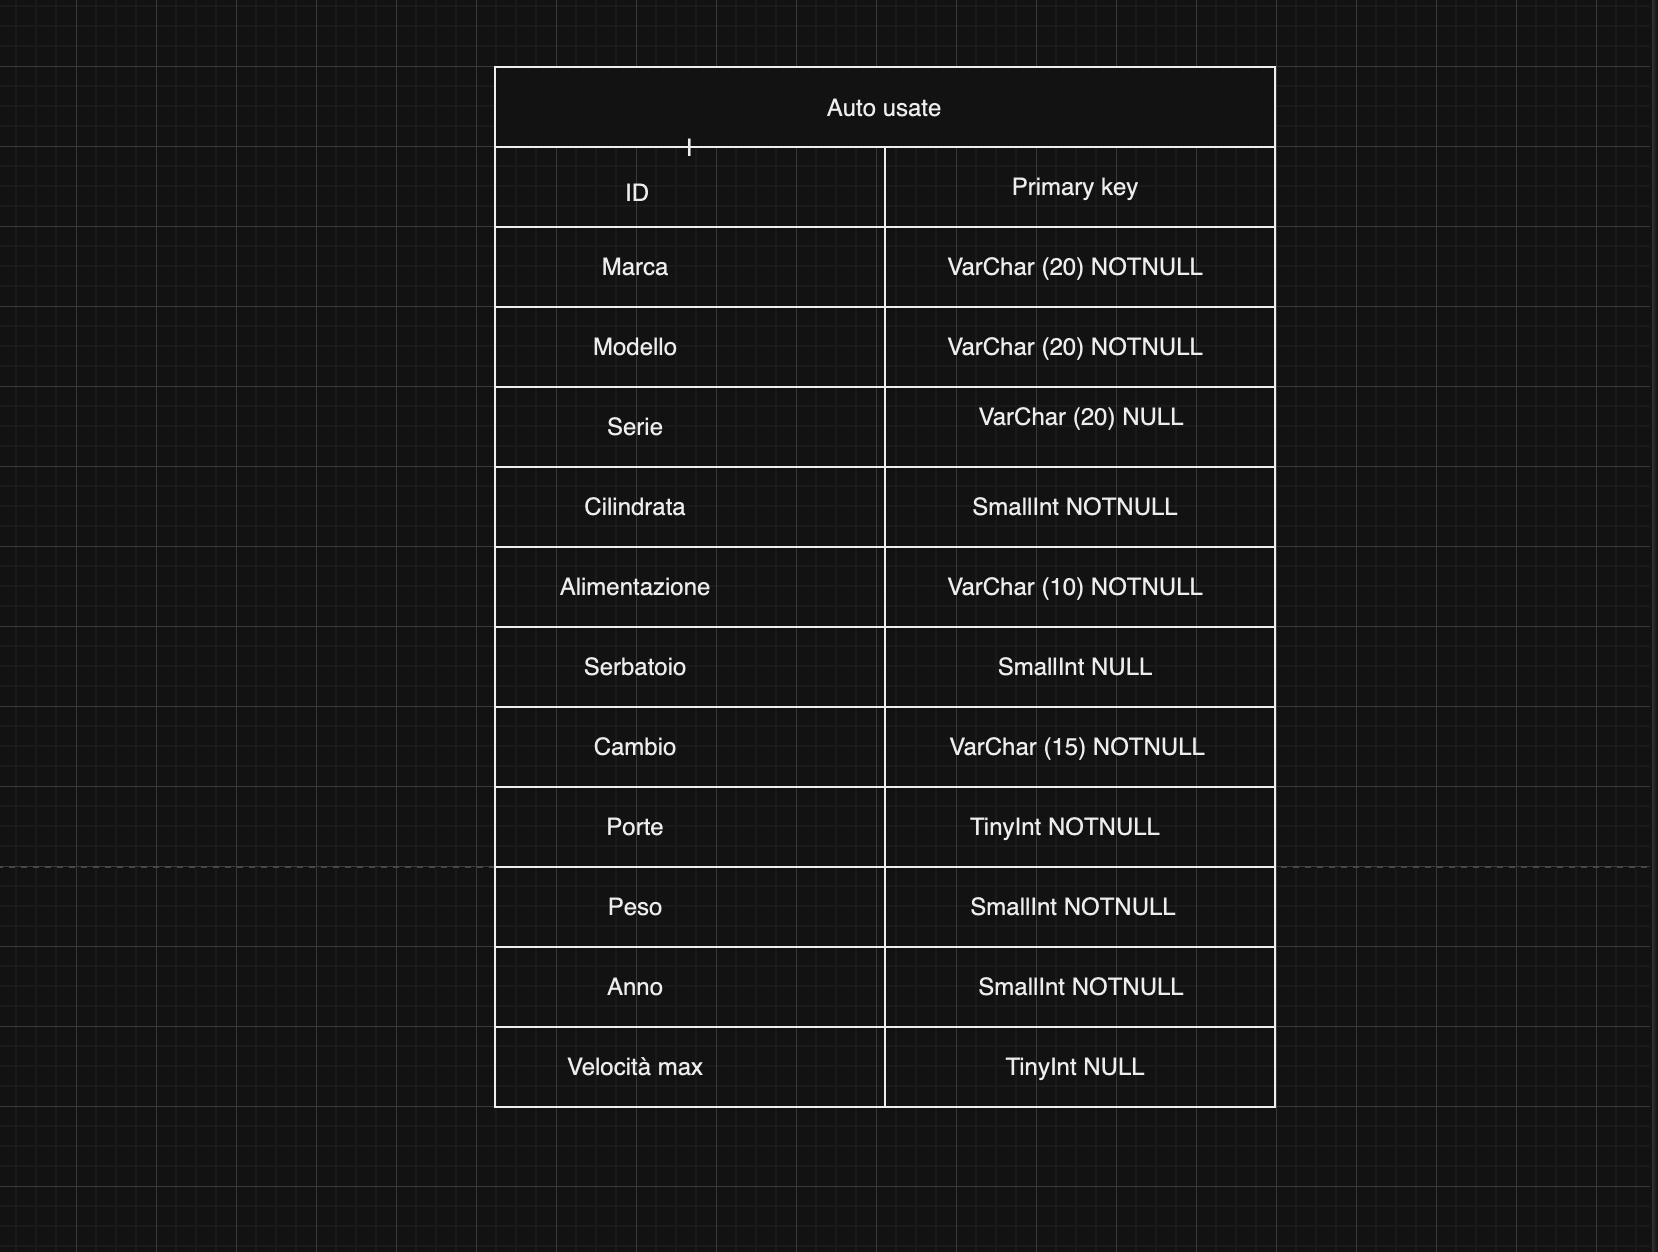 Auto usate
ID
Primary key
Marca
VarChar (20) NOTNULL
Modello
VarChar (20) NOTNULL
Serie
VarChar (20) NULL
Cilindrata
SmallInt NOTNULL
Alimentazione
VarChar (10) NOTNULL
Serbatoio
SmallInt NULL
Cambio
VarChar (15) NOTNULL
Porte
TinyInt NOTNULL
Peso
SmallInt NOTNULL
Anno
SmallInt NOTNULL
Velocità max
TinyInt NULL